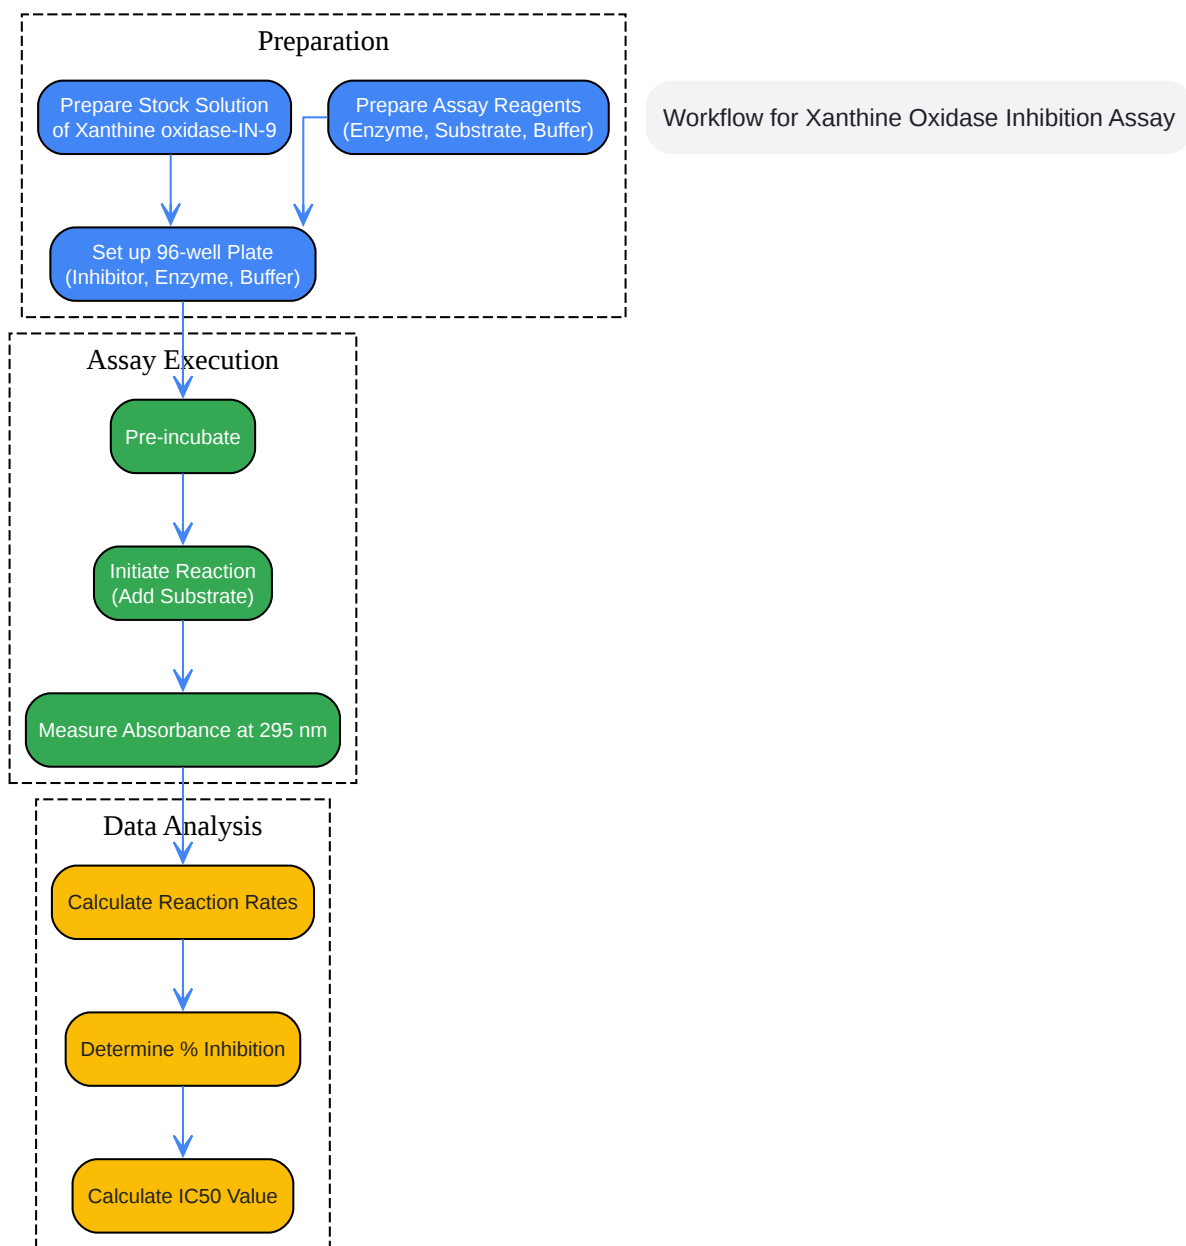 Preparation
Prepare Stock Solution
of Xanthine oxidase-IN-9
Prepare Assay Reagents
(Enzyme, Substrate, Buffer)
Workflow for Xanthine Oxidase Inhibition Assay
Set up 96-well Plate
(Inhibitor, Enzyme, Buffer)
Assay Execution
Pre-incubate
Initiate Reaction
(Add Substrate)
Measure Absorbance at 295 nm
Data Analysis
Calculate Reaction Rates
Determine % Inhibition
Calculate IC50 Value